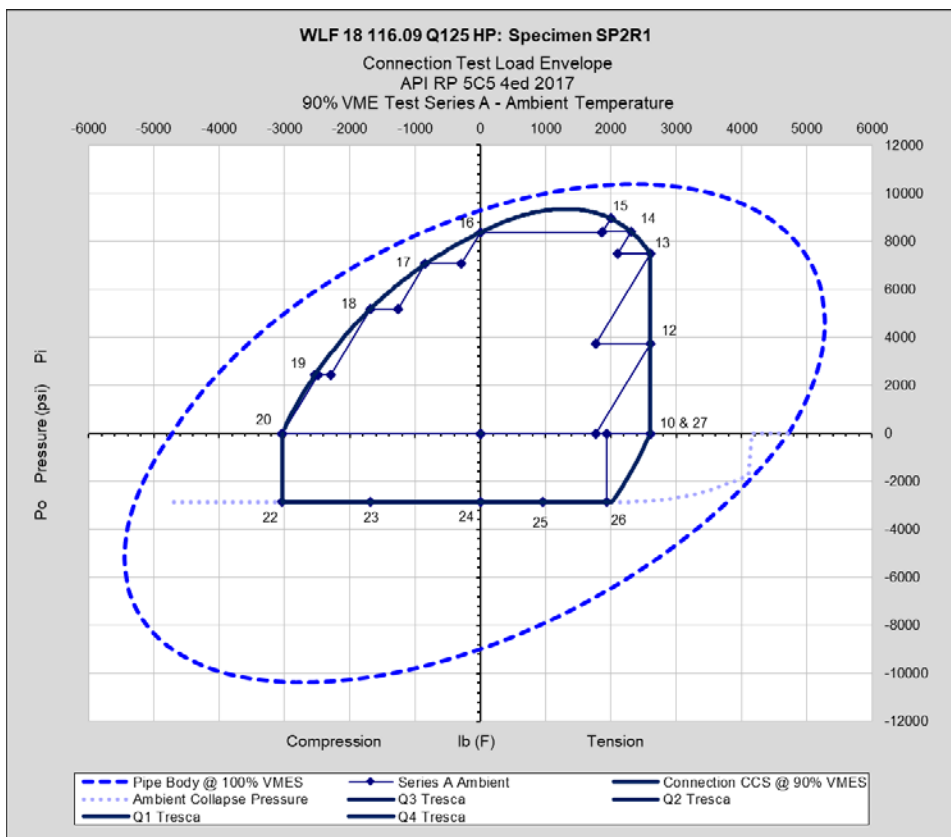 WLF 18 116.09 Q125 HP: Specimen SP2R1
Connection Test Load Envelope
API RP 5C5 4ed 2017
90% VME Test Series A - Ambient Temperature
-6000 -5000 -4000 -3000 -2000 -1000 0 1000 2000 3000 4000 5000 6000
12000
10000
8000
6000
4000
2000
0
-2000
-4000
-6000
-8000
-10000
-12000
Po Pressure (psi) Pi
15
14
16
13
17
18
12
19
20
10 & 27
22
23
24
25
26
Compression lb (F) Tension
Pipe Body @ 100% VMES Series A Ambient Connection CCS @ 90% VMES
Ambient Collapse Pressure Q3 Tresca Q2 Tresca
Q1 Tresca Q4 Tresca